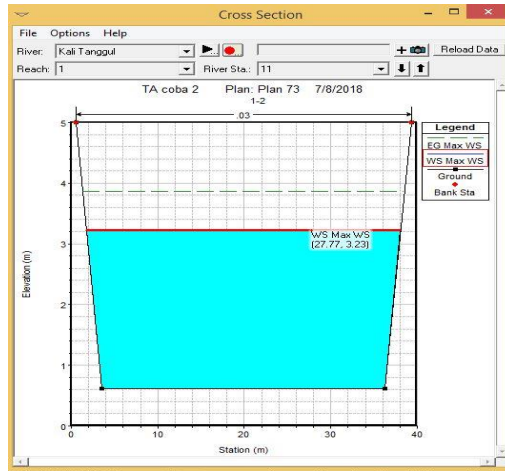 Cross Section
File Options Help
River: Kali Tanggul
Reload Data
Reach: 1 River Sta.: 11
TA coba 2 Plan: Plan 73 7/8/2018
1-2
.03
Legend
EG Max WS
WS Max WS
Ground
Bank Sta
WS Max WS
(27.77, 3.23)
Elevation (m)
5
4
3
2
1
0
0 10 20 30 40
Station (m)